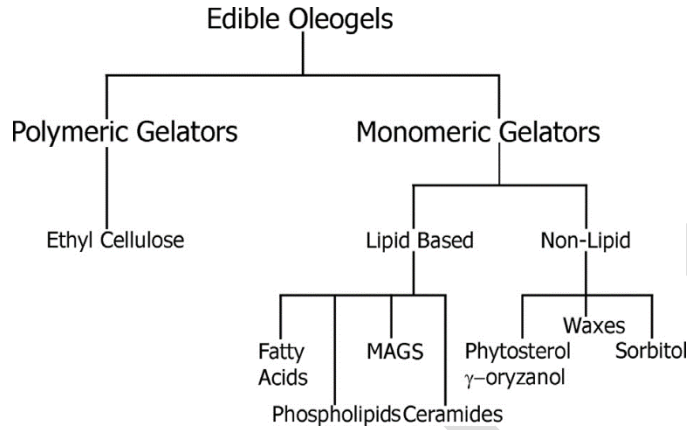 Edible Oleogels
Polymeric Gelators
Monomeric Gelators
Ethyl Cellulose
Lipid Based
Non-Lipid
Fatty
Acids
Phospholipids
MAGS
Ceramides
Phytosterol
γ-oryzanol
Waxes
Sorbitol